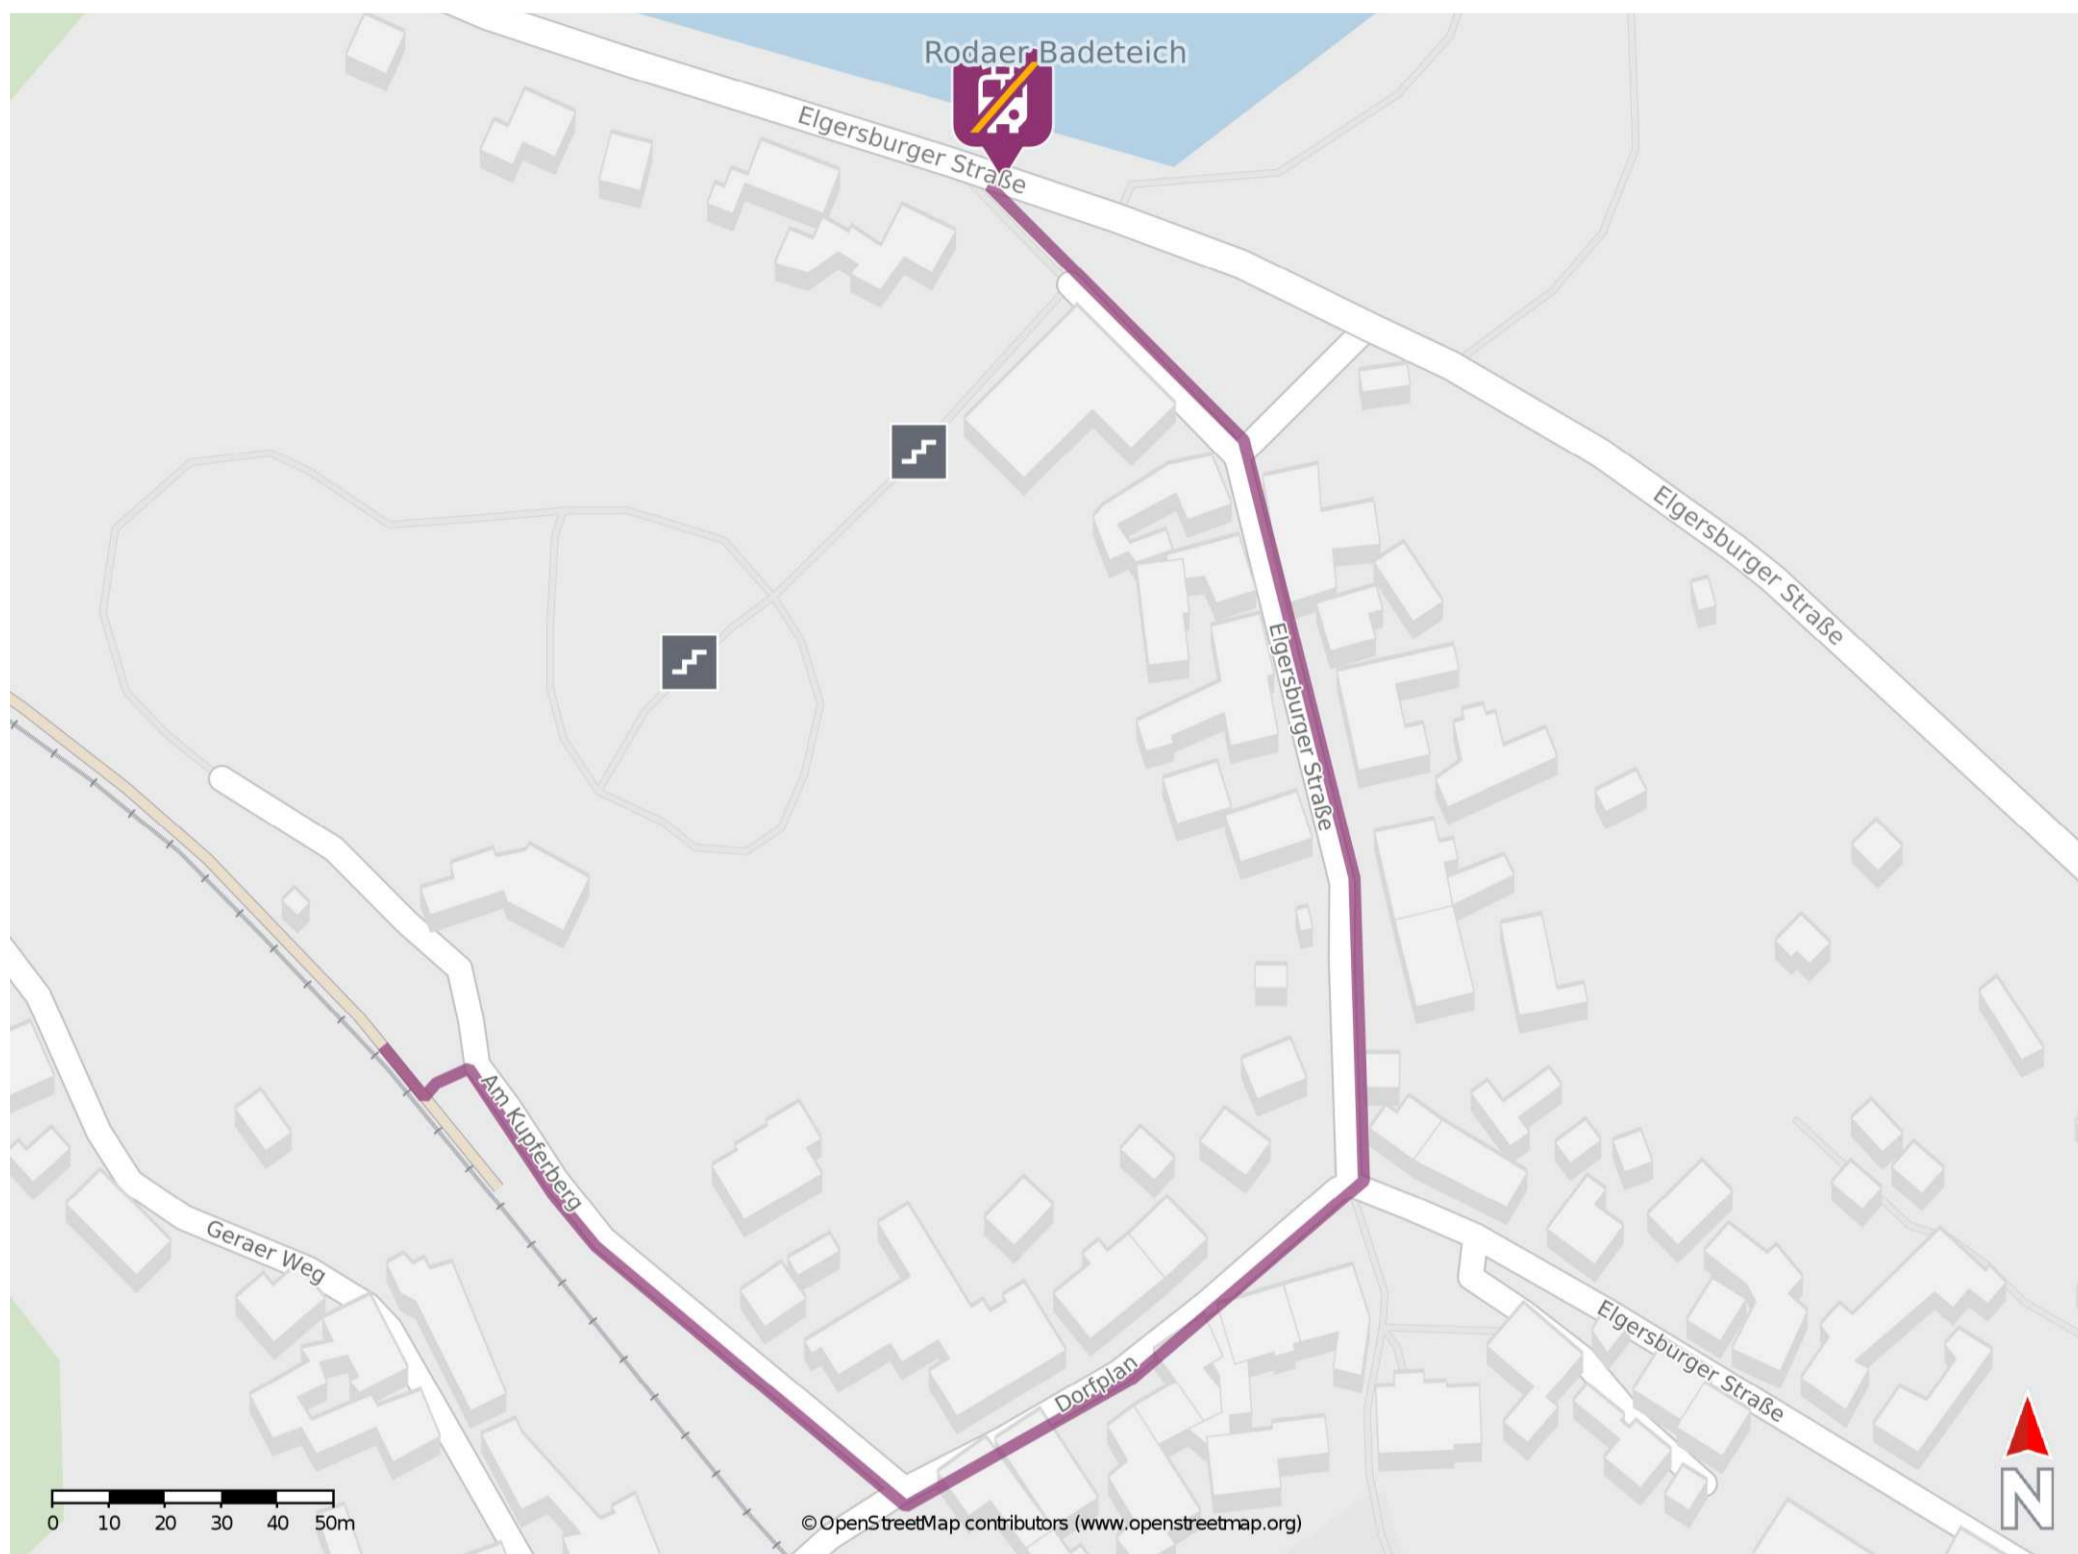 Rodaer Badeteich
Elgersburger Straße
Elgersburger Straße
Elgersburger Straße
Am Kupferberg
Geraer Weg
Dorfplan
Elgersburger Straße
N
0 10 20 30 40 50m
© OpenStreetMap contributors (www.openstreetmap.org)